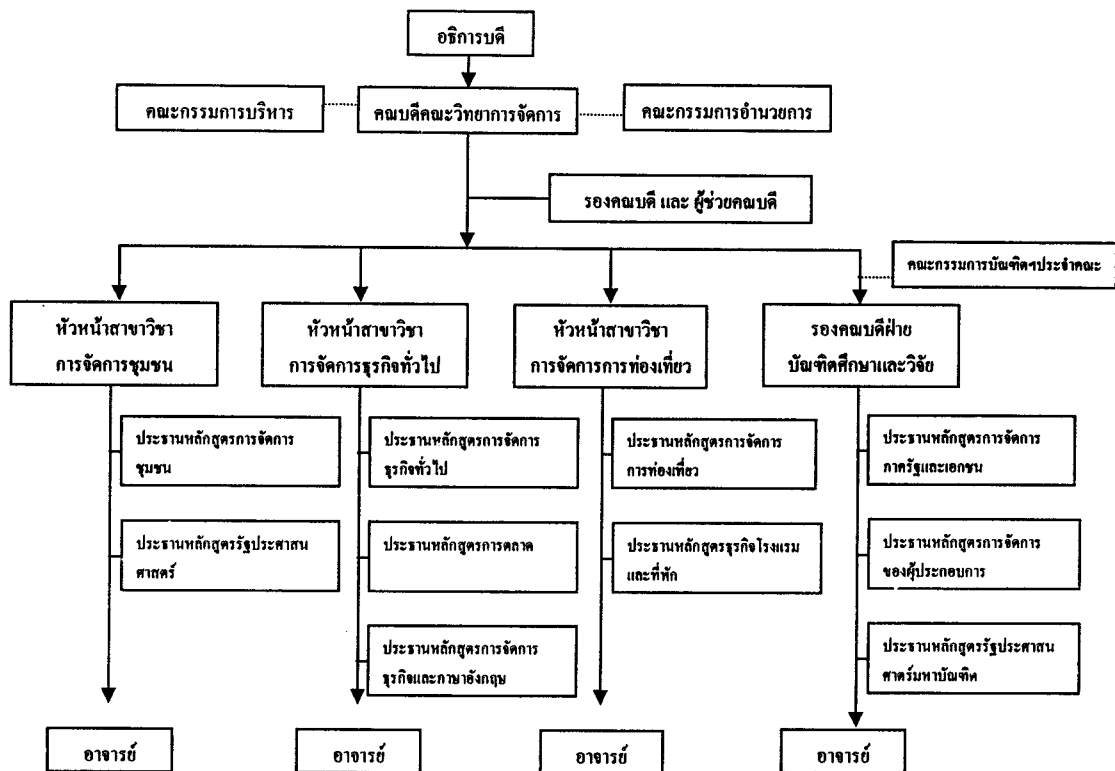 อธิการบดี
คณะกรรมการบริหาร
คณบดีคณะวิทยาการจัดการ
คณะกรรมการอำนวยการ
รองคณบดี และ ผู้ช่วยคณบดี
คณะกรรมการบัณฑิตฯประจำคณะ
หัวหน้าสาขาวิชา
การจัดการชุมชน
หัวหน้าสาขาวิชา
การจัดการธุรกิจทั่วไป
หัวหน้าสาขาวิชา
การจัดการการท่องเที่ยว
รองคณบดีฝ่าย
บัณฑิตศึกษาและวิจัย
ประธานหลักสูตรการจัดการ
ชุมชน
ประธานหลักสูตรการจัดการ
ธุรกิจทั่วไป
ประธานหลักสูตรการจัดการ
การท่องเที่ยว
ประธานหลักสูตรการจัดการ
ภาครัฐและเอกชน
ประธานหลักสูตรรัฐประศาสน
ศาสตร์
ประธานหลักสูตรการตลาด
ประธานหลักสูตรธุรกิจโรงแรม
และที่พัก
ประธานหลักสูตรการจัดการ
ของผู้ประกอบการ
ประธานหลักสูตรการจัดการ
ธุรกิจและภาษาอังกฤษ
ประธานหลักสูตรรัฐประศาสน
ศาตร์มหาบัณฑิต
อาจารย์
อาจารย์
อาจารย์
อาจารย์